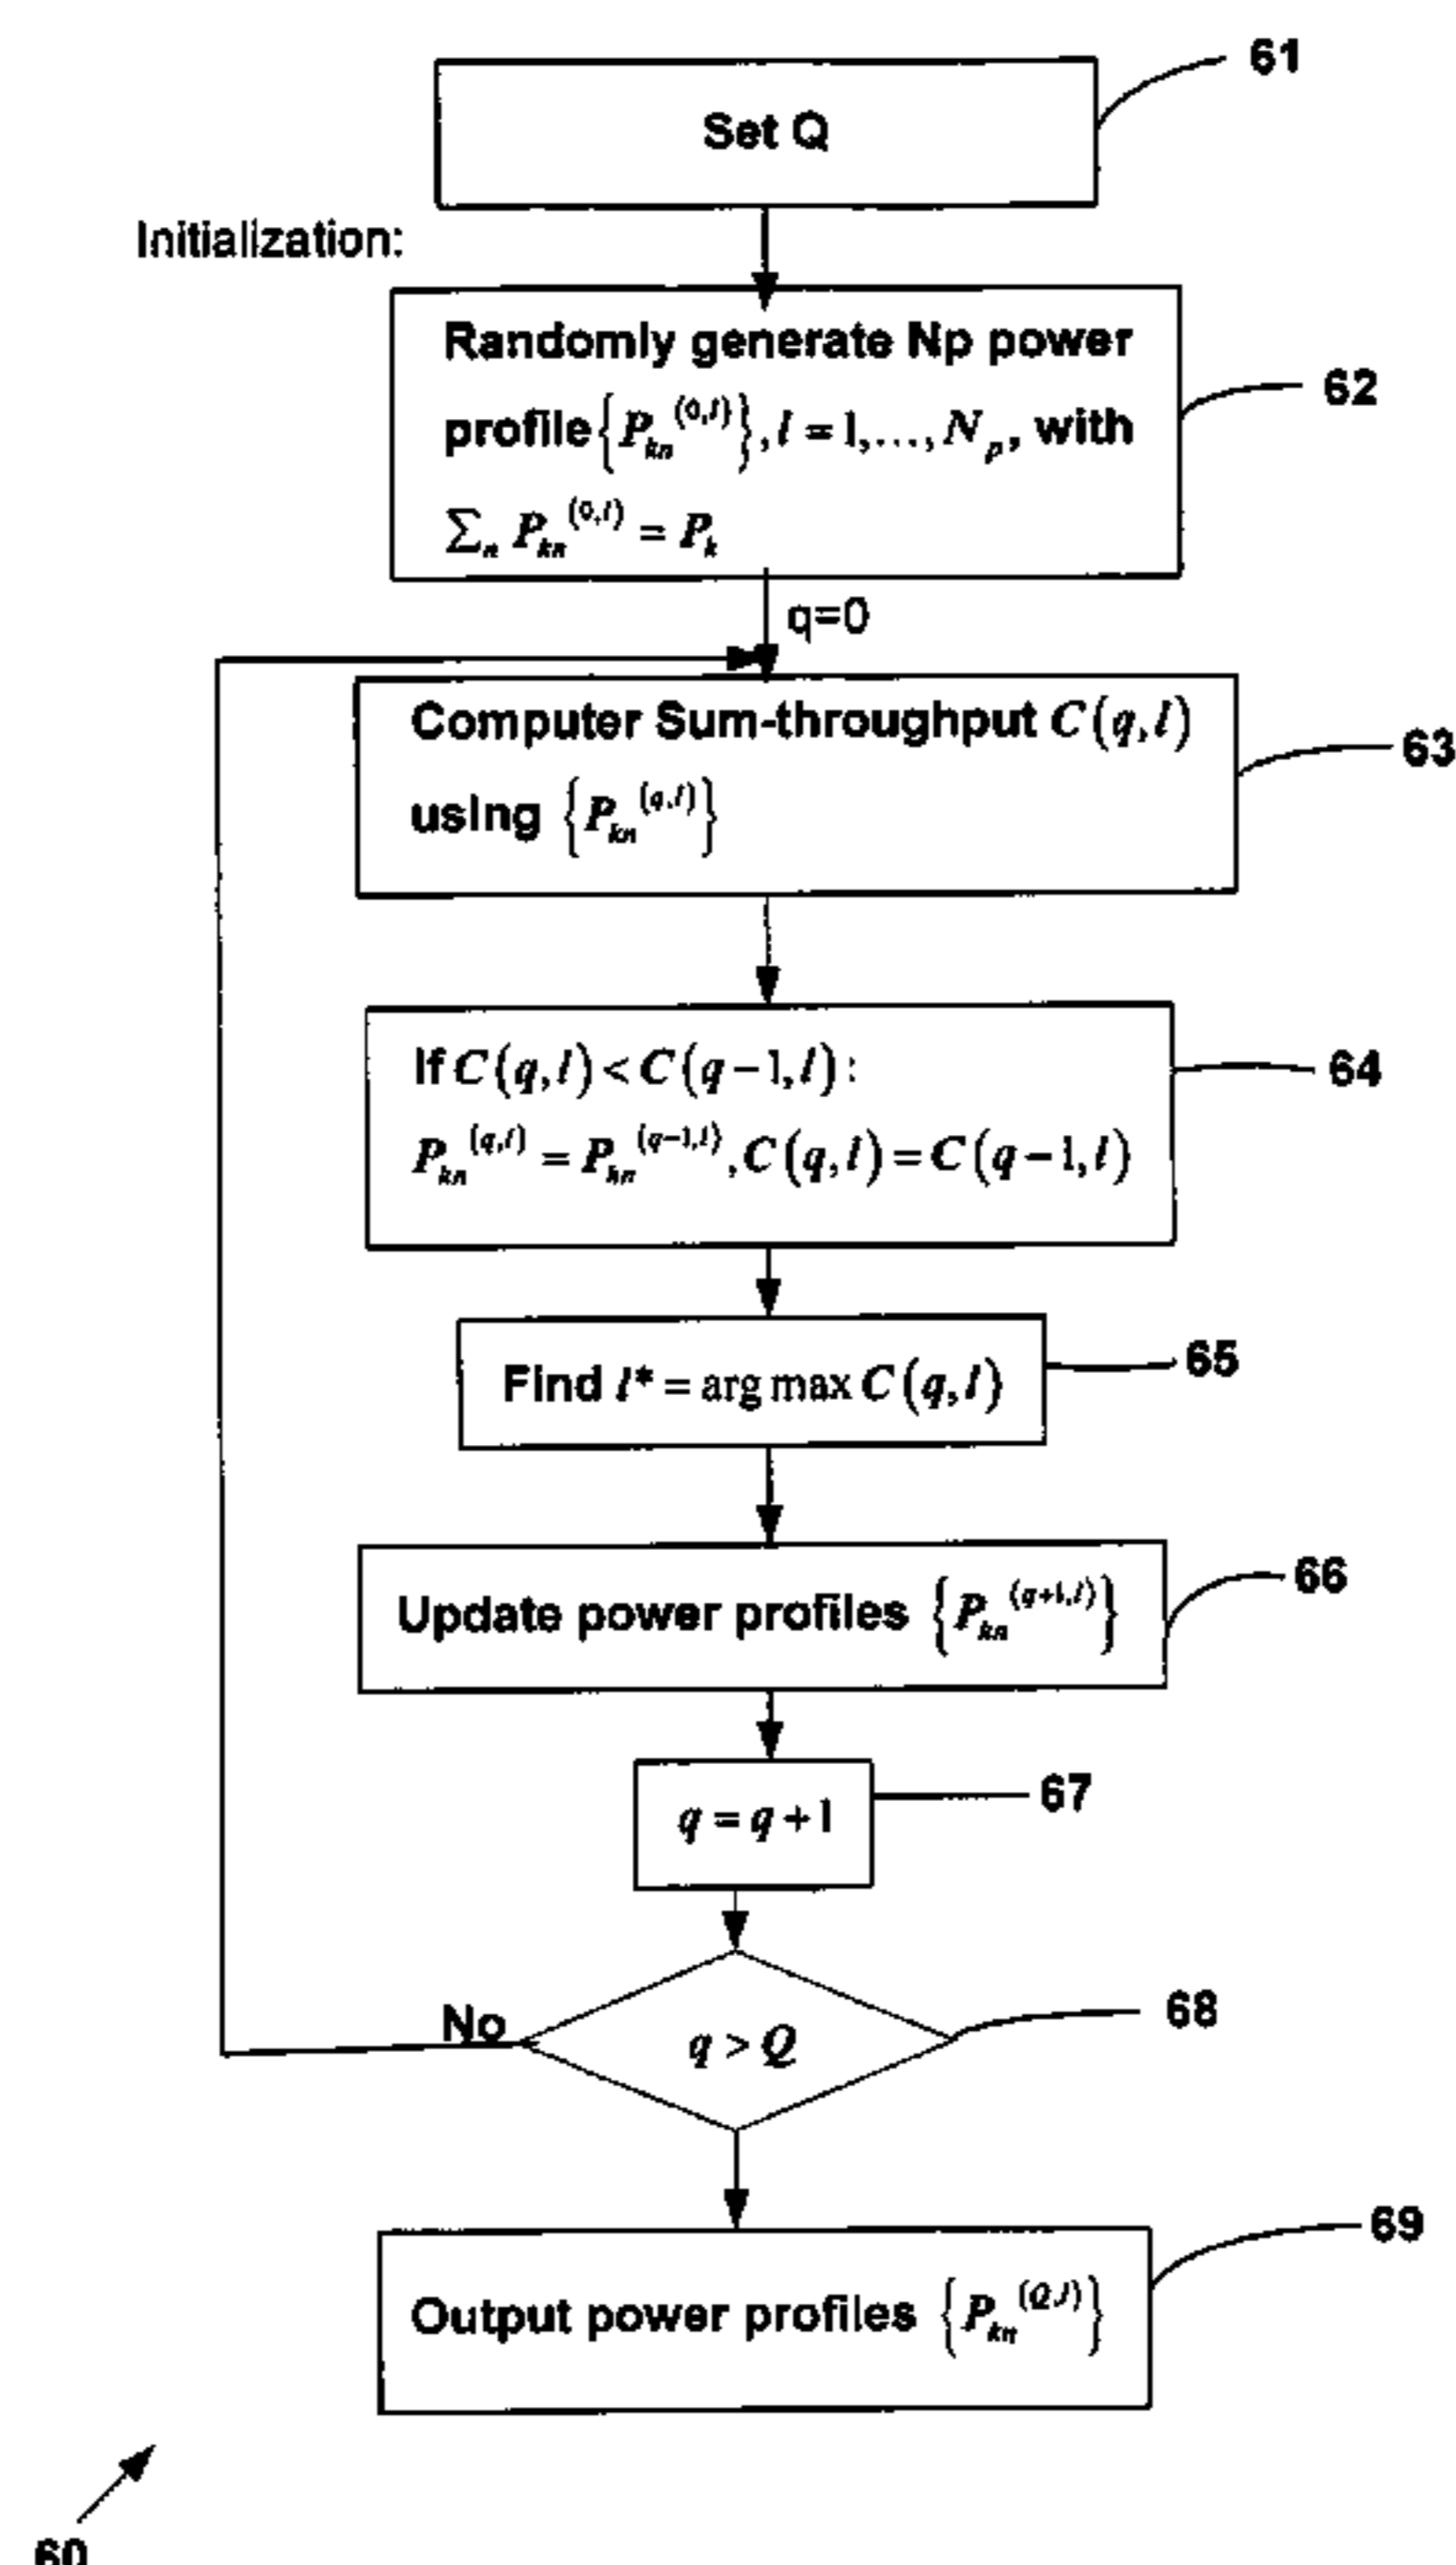 61
Set Q
Initialization:
Randomly generate Np power
profile {P_kn^(0,l)}, l = 1,..., N_p, with
∑_n P_kn^(0,l) = P_k
62
q=0
Computer Sum-throughput C(q,l)
using {P_kn^(q,l)}
63
If C(q,l) < C(q−1,l):
P_kn^(q,l) = P_kn^(q−1,l), C(q,l) = C(q−1,l)
64
Find l* = arg max C(q,l)
65
Update power profiles {P_kn^(q+1,l)}
66
q = q + 1
67
No
q > Q
68
Output power profiles {P_kn^(Q,l)}
69
60